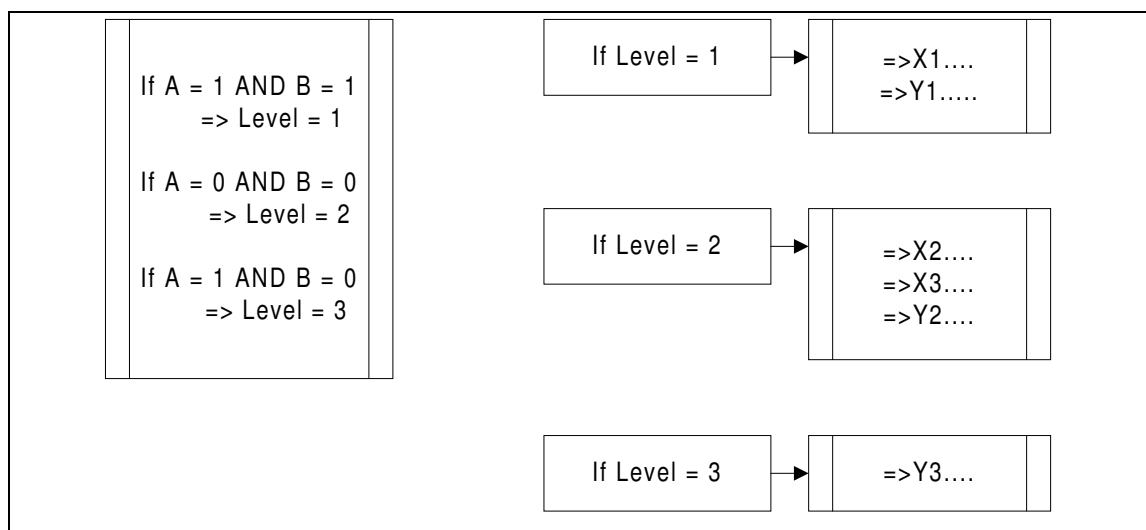 If A = 1 AND B = 1
=> Level = 1
If A = 0 AND B = 0
=> Level = 2
If A = 1 AND B = 0
=> Level = 3
If Level = 1
=>X1....
=>Y1.....
If Level = 2
=>X2....
=>X3....
=>Y2....
If Level = 3
=>Y3....